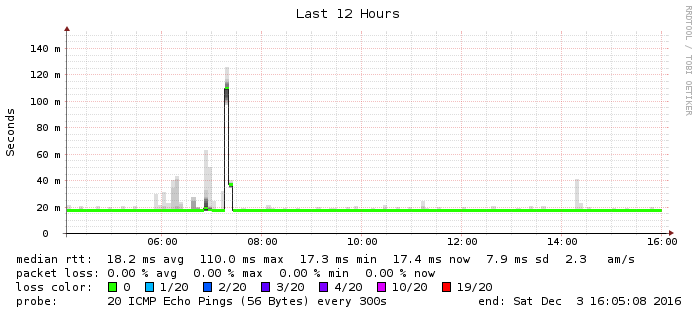 Last 12 Hours
RRDTOOL / TOBI OETIKER
Seconds
140 m
120 m
100 m
80 m
60 m
40 m
20 m
0
06:00 08:00 10:00 12:00 14:00 16:00
median rtt: 18.2 ms avg 110.0 ms max 17.3 ms min 17.4 ms now 7.9 ms sd 2.3 am/s
packet loss: 0.00 % avg 0.00 % max 0.00 % min 0.00 % now
loss color: 0 1/20 2/20 3/20 4/20 10/20 19/20
probe: 20 ICMP Echo Pings (56 Bytes) every 300s end: Sat Dec 3 16:05:08 2016